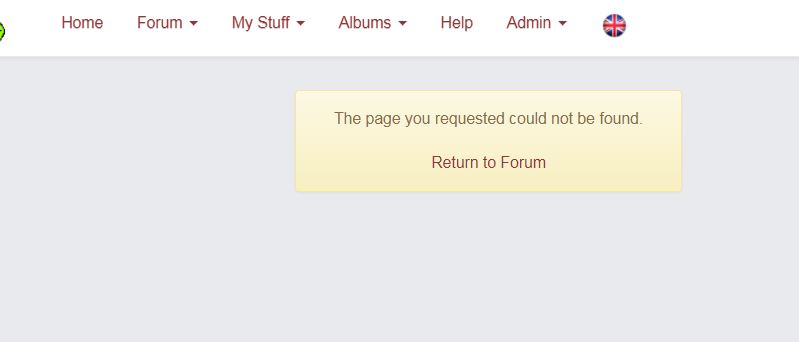 Home Forum My Stuff Albums Help Admin
The page you requested could not be found.
Return to Forum